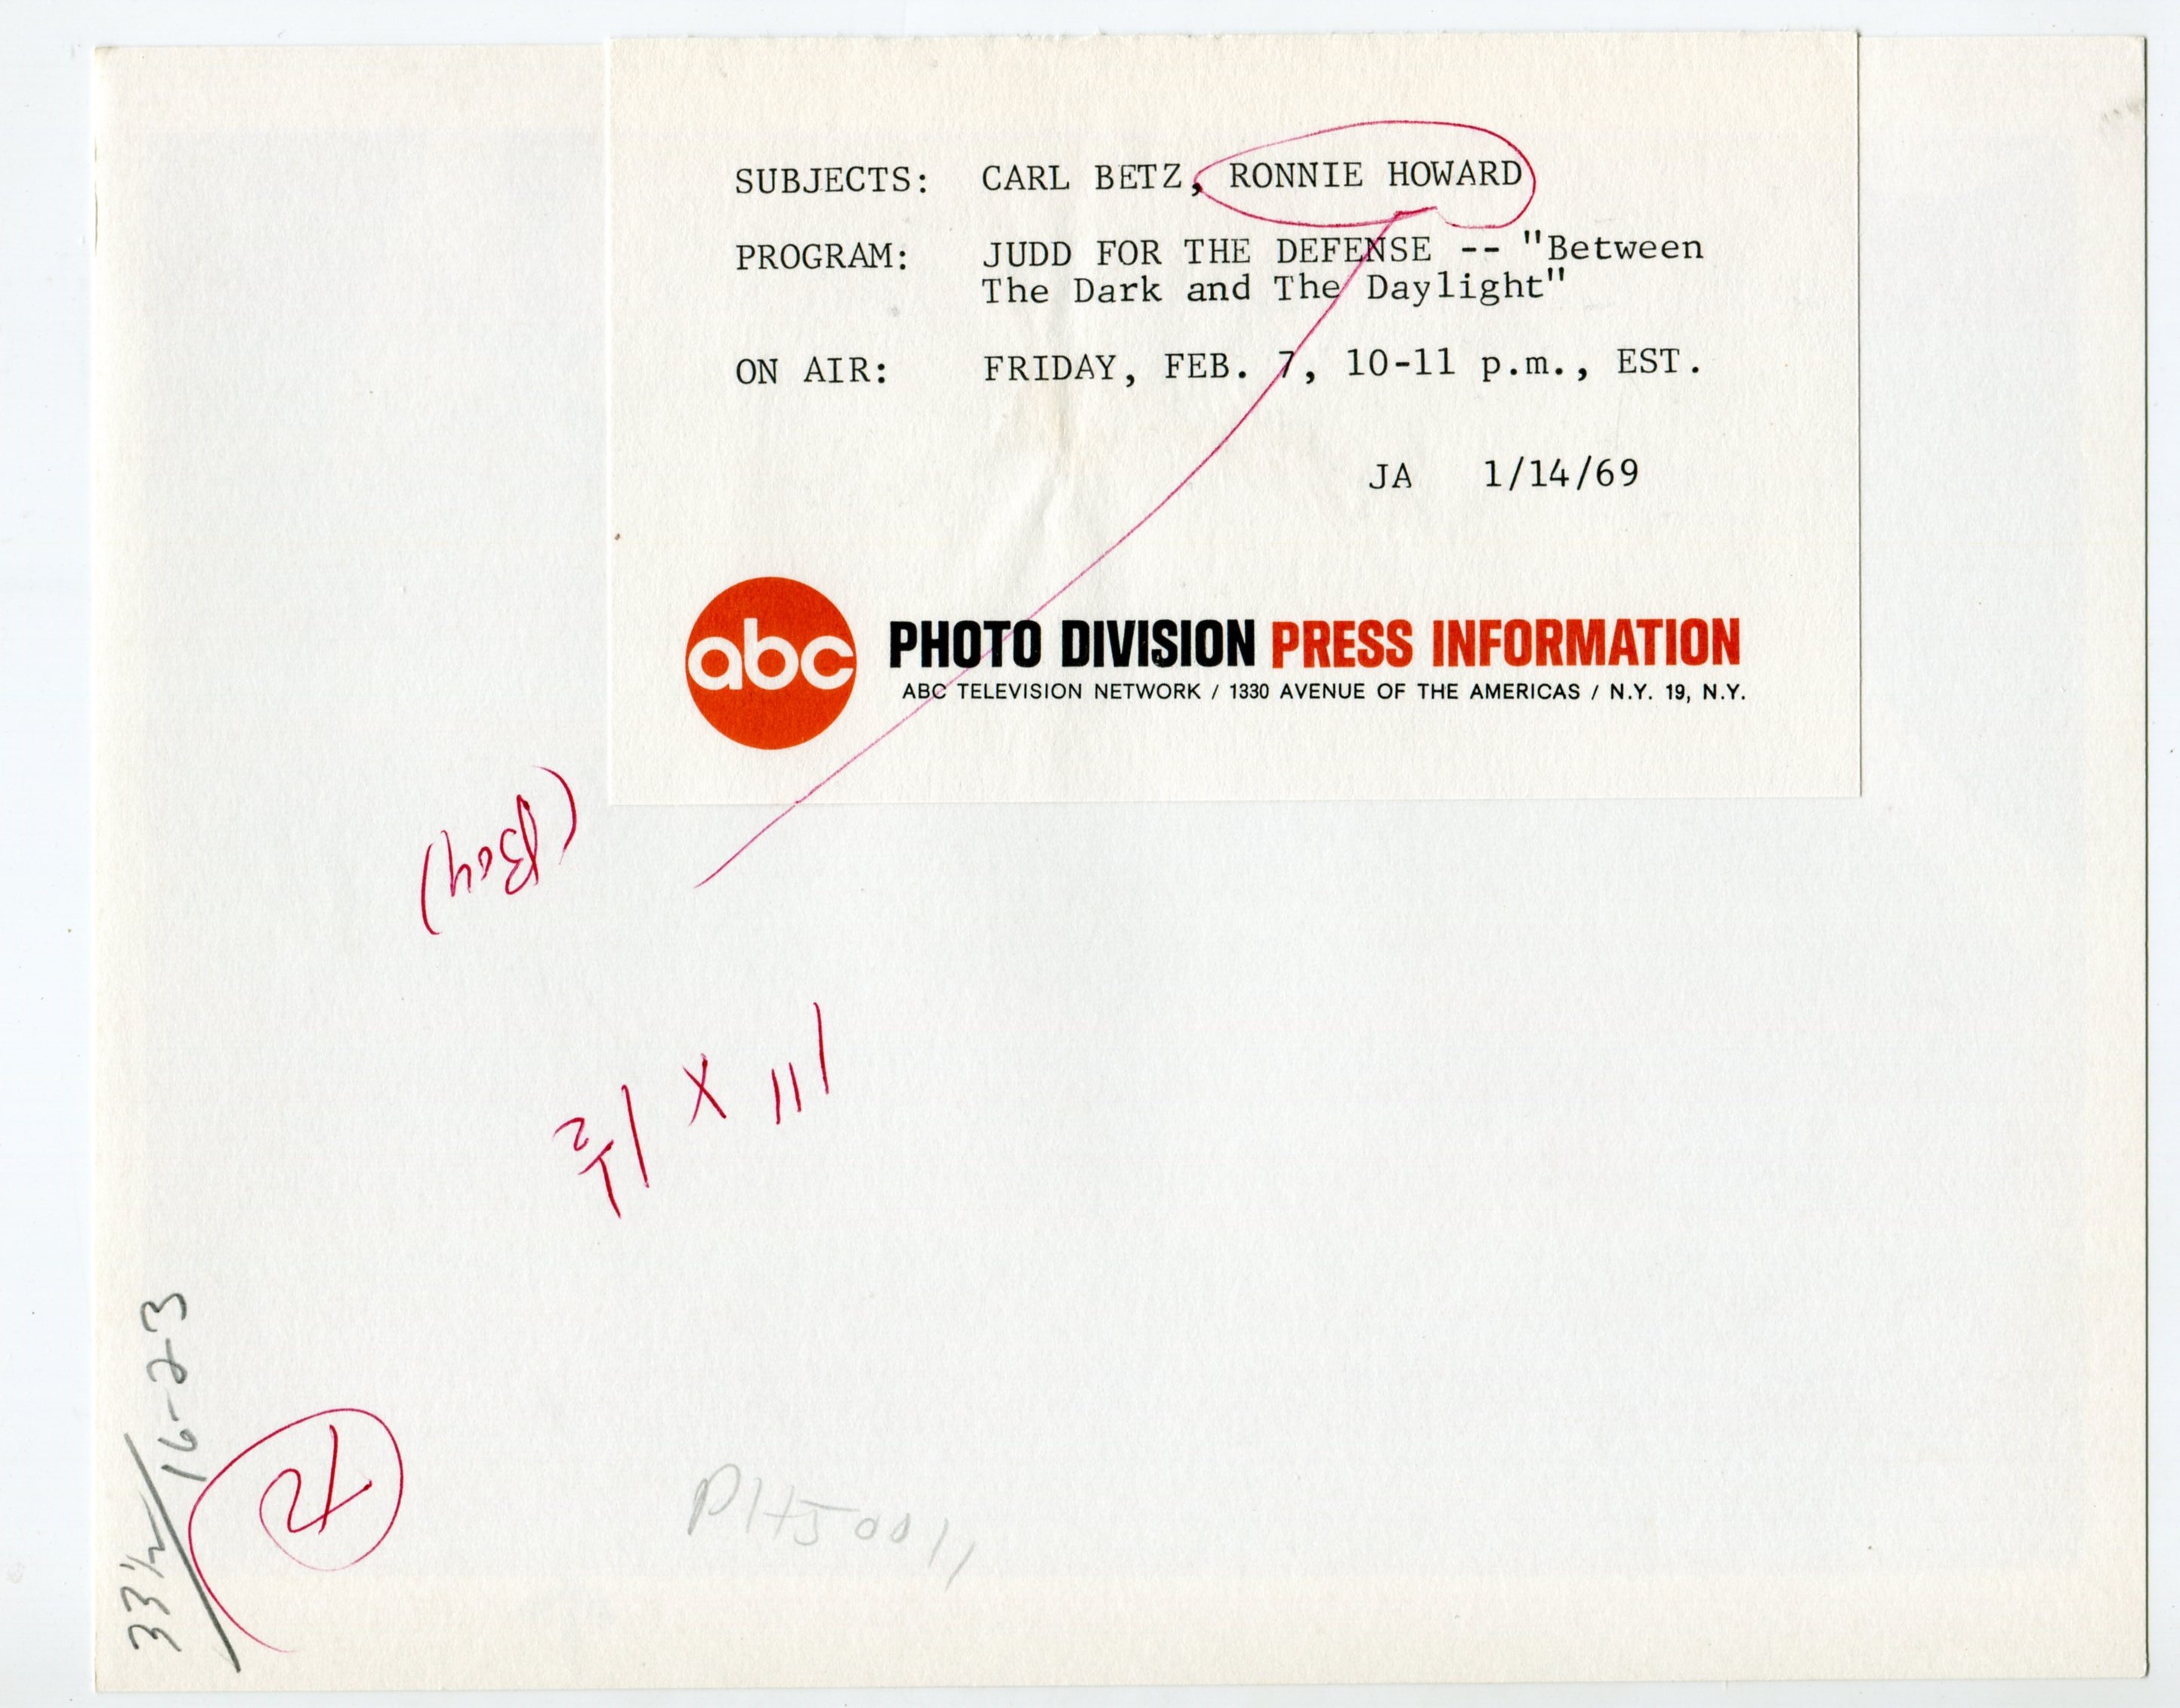 SUBJECTS: CARL BETZ, RONNIE HOWARD
PROGRAM: JUDD FOR THE DEFENSE -- "Between
The Dark and The Daylight"
ON AIR: FRIDAY, FEB. 7, 10-11 p.m., EST.
JA 1/14/69
abc PHOTO DIVISION PRESS INFORMATION
ABC TELEVISION NETWORK / 1330 AVENUE OF THE AMERICAS / N.Y. 19, N.Y.
(Boy)
33 1/2 / 16-23